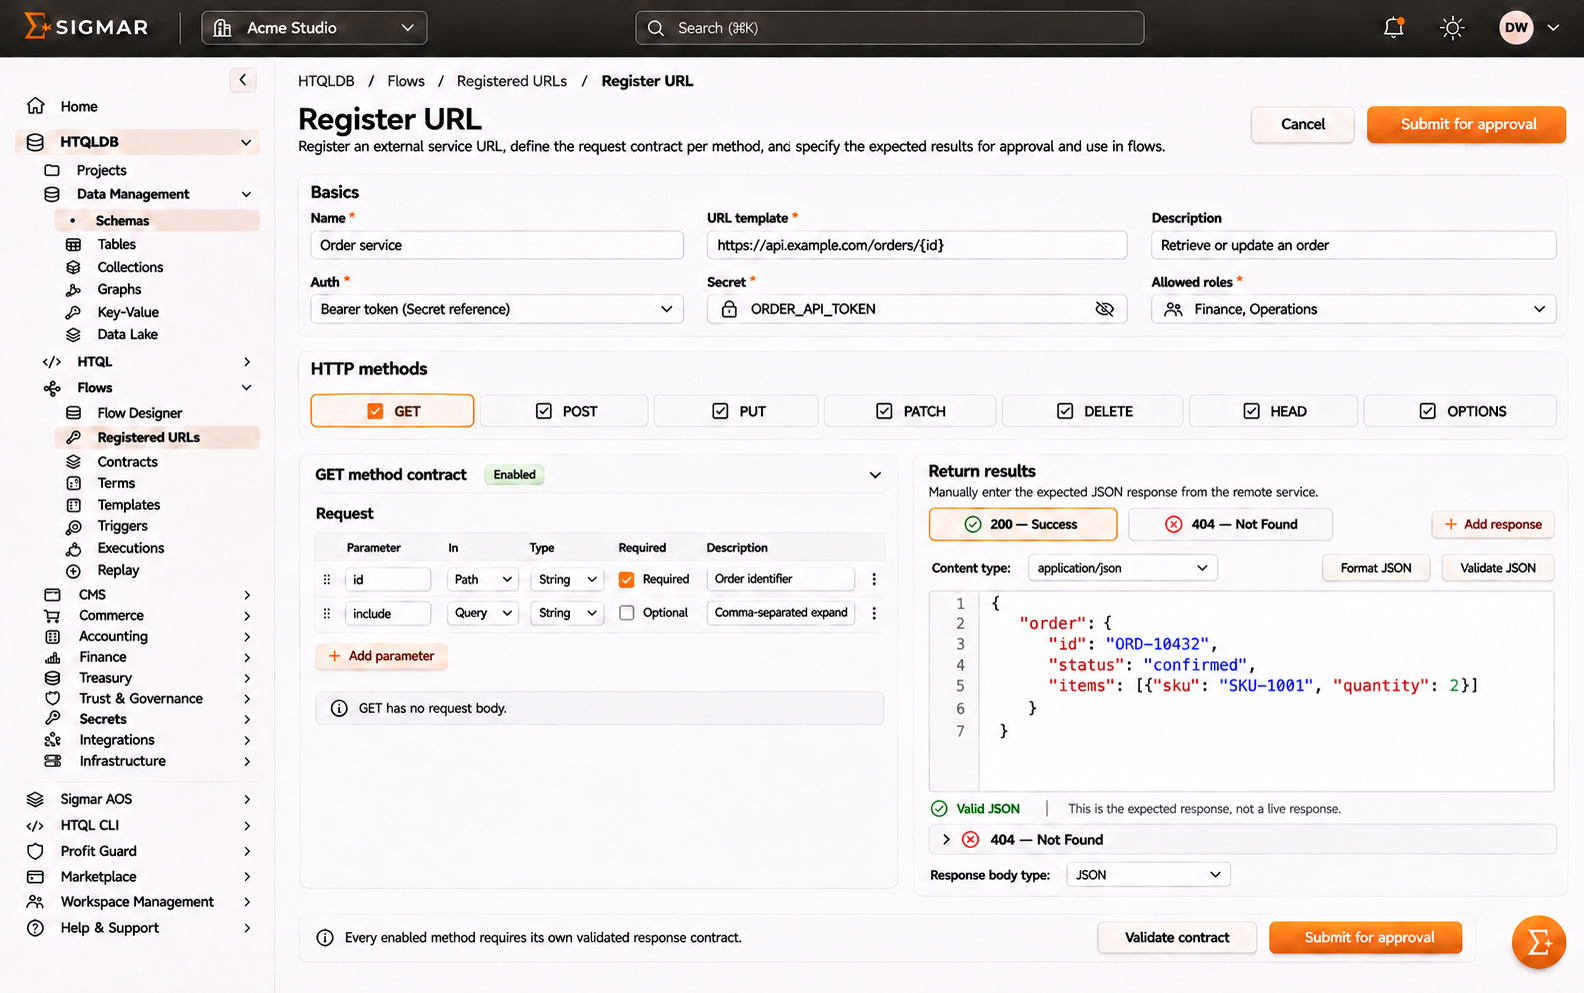 SIGMAR
Acme Studio
Search (⌘K)
DW
Home
HTQLDB
Projects
Data Management
Schemas
Tables
Collections
Graphs
Key-Value
Data Lake
HTQL
Flows
Flow Designer
Registered URLs
Contracts
Terms
Templates
Triggers
Executions
Replay
CMS
Commerce
Accounting
Finance
Treasury
Trust & Governance
Secrets
Integrations
Infrastructure
Sigmar AOS
HTQL CLI
Profit Guard
Marketplace
Workspace Management
Help & Support
HTQLDB / Flows / Registered URLs / Register URL
Register URL
Register an external service URL, define the request contract per method, and specify the expected results for approval and use in flows.
Cancel
Submit for approval
Basics
Name * URL template * Description
Order service https://api.example.com/orders/{id} Retrieve or update an order
Auth * Secret * Allowed roles *
Bearer token (Secret reference) ORDER_API_TOKEN Finance, Operations
HTTP methods
GET POST PUT PATCH DELETE HEAD OPTIONS
GET method contract Enabled
Request
Parameter In Type Required Description
id Path String Required Order identifier
include Query String Optional Comma-separated expand
+ Add parameter
GET has no request body.
Return results
Manually enter the expected JSON response from the remote service.
200 — Success 404 — Not Found + Add response
Content type: application/json Format JSON Validate JSON
1 {
2 "order": {
3 "id": "ORD-10432",
4 "status": "confirmed",
5 "items": [{"sku": "SKU-1001", "quantity": 2}]
6 }
7 }
Valid JSON | This is the expected response, not a live response.
404 — Not Found
Response body type: JSON
Every enabled method requires its own validated response contract.
Validate contract
Submit for approval